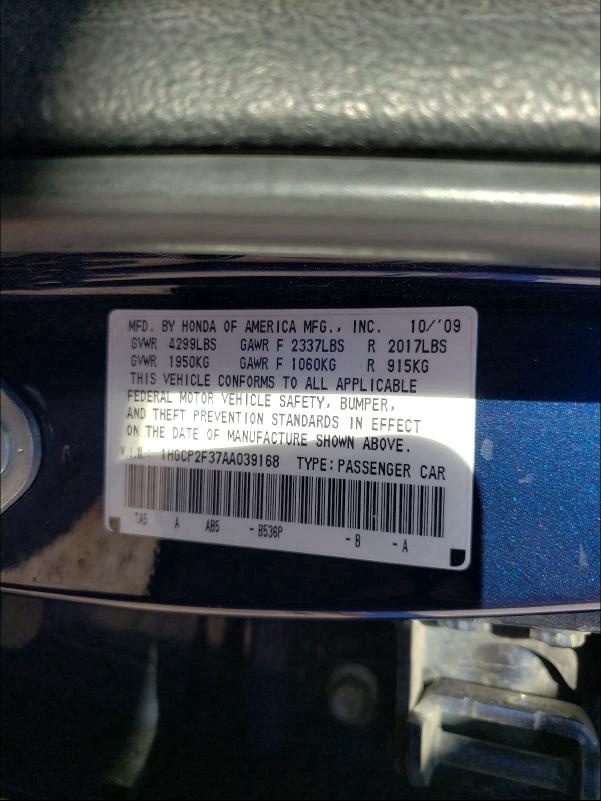 MFD. BY HONDA OF AMERICA MFG., INC. 10/'09
GVWR 4299LBS GAWR F 2337LBS R 2017LBS
GVWR 1950KG GAWR F 1060KG R 915KG
THIS VEHICLE CONFORMS TO ALL APPLICABLE
FEDERAL MOTOR VEHICLE SAFETY, BUMPER,
AND THEFT PREVENTION STANDARDS IN EFFECT
ON THE DATE OF MANUFACTURE SHOWN ABOVE.
V.I.N.: 1HGCP2F37AA039168 TYPE: PASSENGER CAR
TA5 A AB5 - B536P - B - A